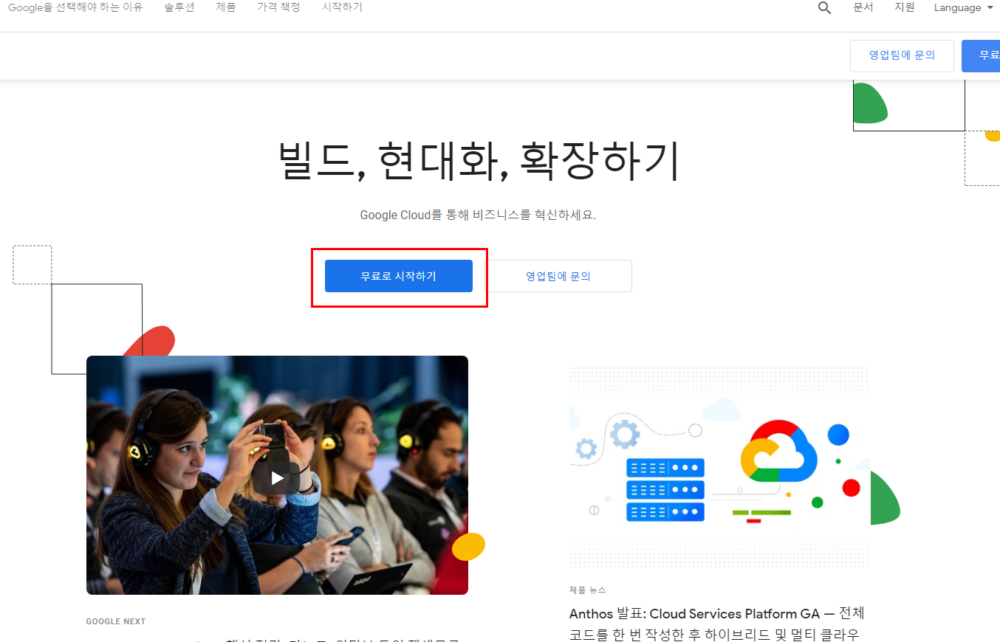 Google을 선택해야 하는 이유 솔루션 제품 가격 책정 시작하기 문서 지원 Language
영업팀에 문의 무료
빌드, 현대화, 확장하기
Google Cloud를 통해 비즈니스를 혁신하세요.
무료로 시작하기 영업팀에 문의
제품 뉴스
Anthos 발표: Cloud Services Platform GA — 전체
GOOGLE NEXT
코드를 한 번 작성한 후 하이브리드 및 멀티 클라우